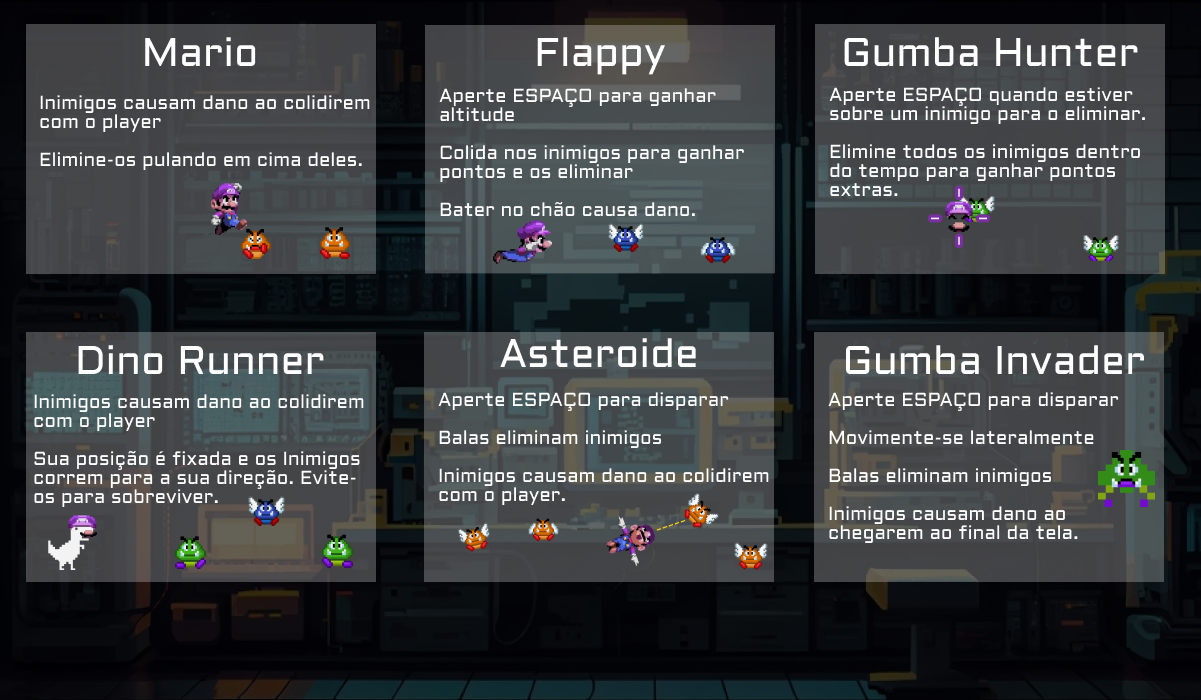 Mario
Inimigos causam dano ao colidirem
com o player
Elimine-os pulando em cima deles.
Flappy
Aperte ESPAÇO para ganhar
altitude
Colida nos inimigos para ganhar
pontos e os eliminar
Bater no chão causa dano.
Gumba Hunter
Aperte ESPAÇO quando estiver
sobre um inimigo para o eliminar.
Elimine todos os inimigos dentro
do tempo para ganhar pontos
extras.
Dino Runner
Inimigos causam dano ao colidirem
com o player
Sua posição é fixada e os Inimigos
correm para a sua direção. Evite-
os para sobreviver.
Asteroide
Aperte ESPAÇO para disparar
Balas eliminam inimigos
Inimigos causam dano ao colidirem
com o player.
Gumba Invader
Aperte ESPAÇO para disparar
Movimente-se lateralmente
Balas eliminam inimigos
Inimigos causam dano ao
chegarem ao final da tela.